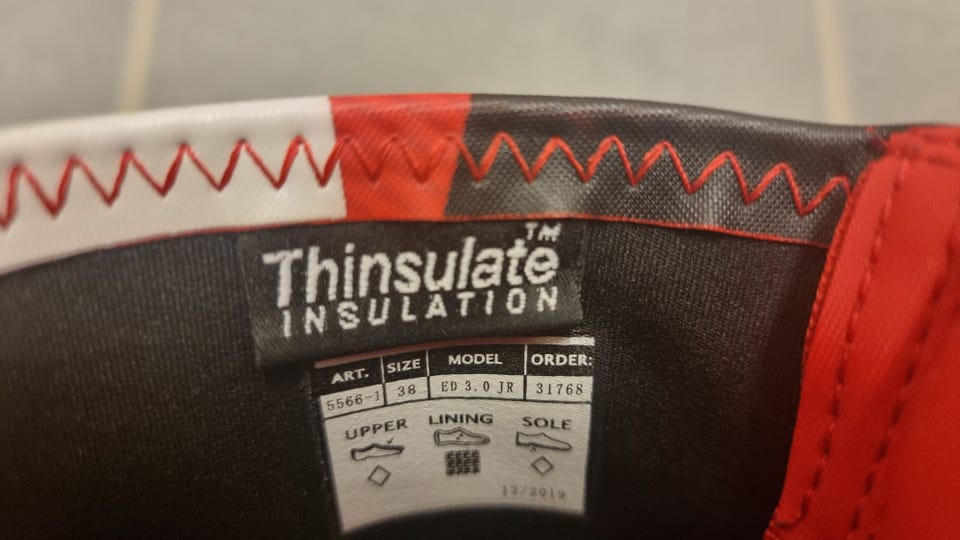 Thinsulate™
INSULATION
ART. SIZE MODEL ORDER:
5566-1 38 ED 3.0 JR 31768
UPPER LINING SOLE
12/2019